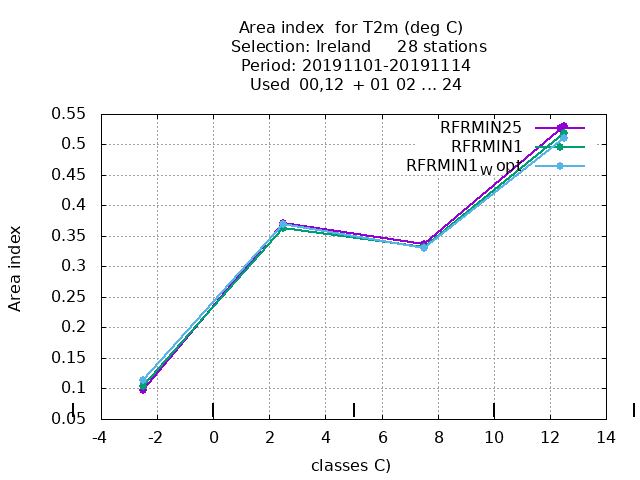 Area index  for T2m (deg C)
Selection: Ireland     28 stations
Period: 20191101-20191114
Used  00,12  + 01 02 ... 24
0.55
0.5
0.45
0.4
0.35
0.3
0.25
0.2
0.15
0.1
0.05
Area index
RFRMIN25
RFRMIN1
RFRMIN1W opt
-4 -2 0 2 4 6 8 10 12 14
classes C)